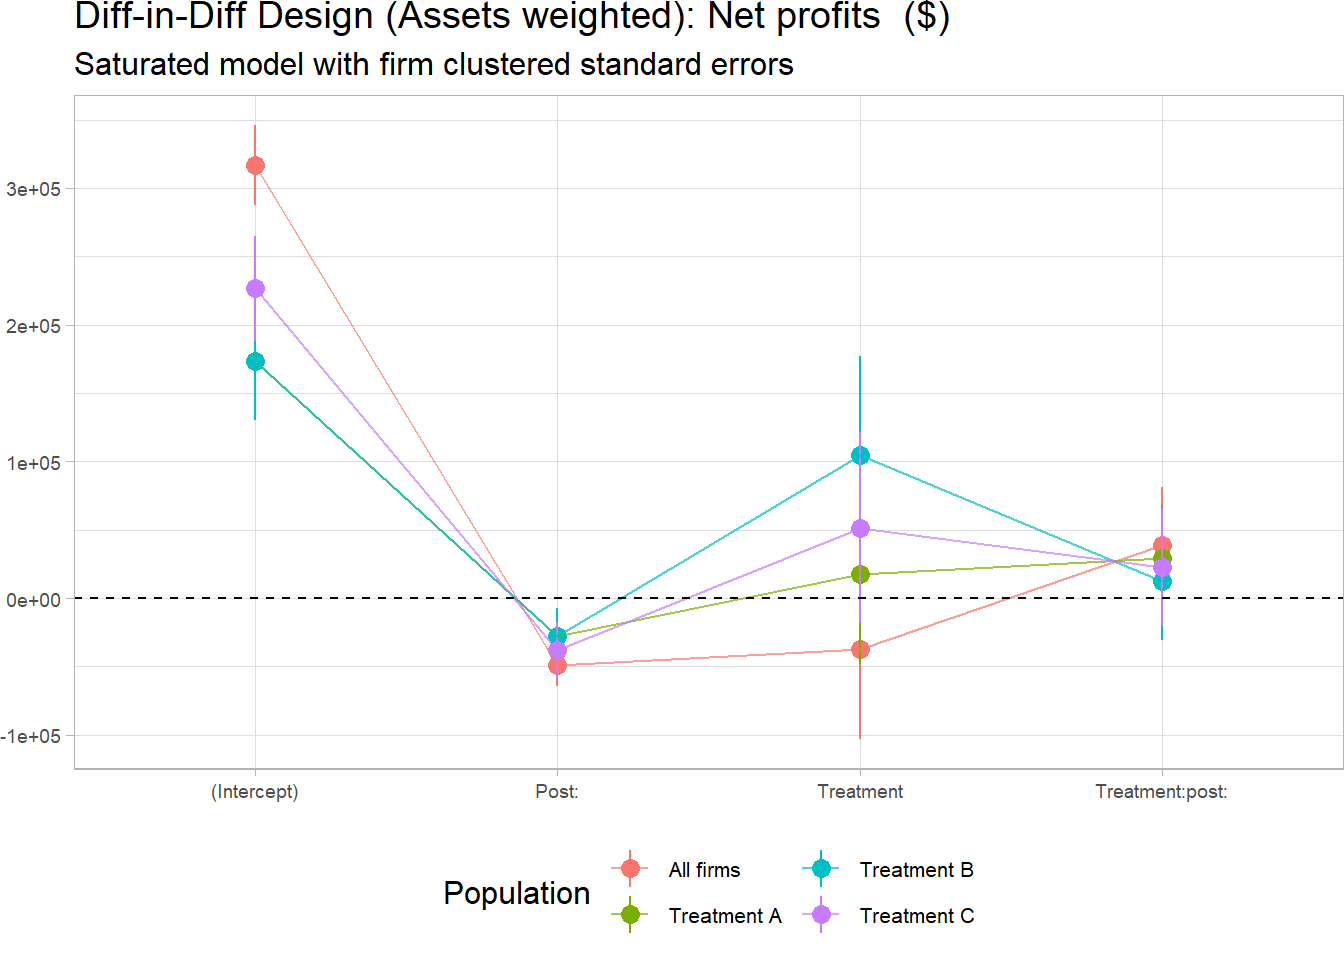 Diff-in-Diff Design (Assets weighted): Net profits  ($)
Saturated model with firm clustered standard errors
3e+05
2e+05
1e+05
0e+00
-1e+05
(Intercept) Post: Treatment Treatment:post:
Population
All firms
Treatment A
Treatment B
Treatment C